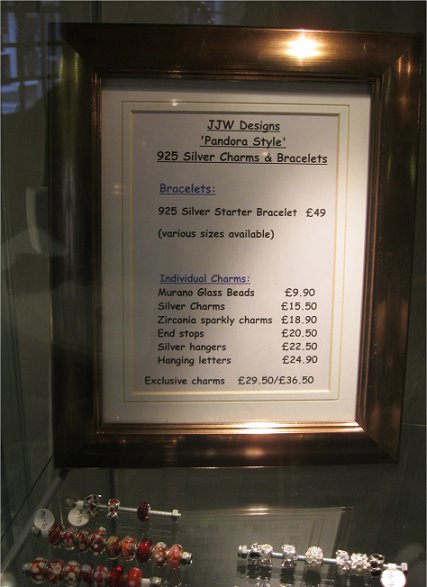 JJW Designs
'Pandora Style'
925 Silver Charms & Bracelets
Bracelets:
925 Silver Starter Bracelet £49
(various sizes available)
Individual Charms:
Murano Glass Beads £9.90
Silver Charms £15.50
Zirconia sparkly charms £18.90
End stops £20.50
Silver hangers £22.50
Hanging letters £24.90
Exclusive charms £29.50/£36.50